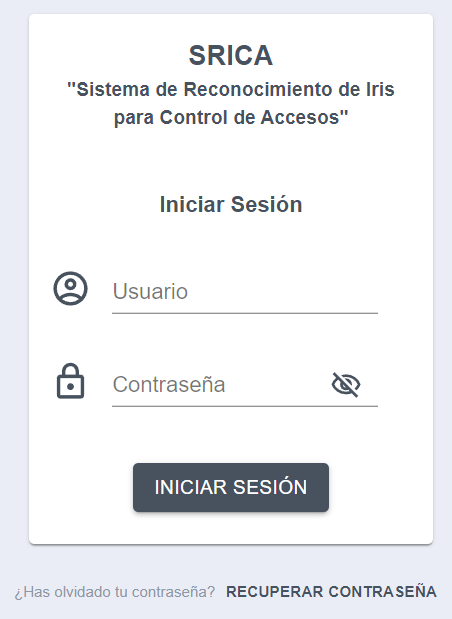 SRICA
"Sistema de Reconocimiento de Iris
para Control de Accesos"
Iniciar Sesión
Usuario
Contraseña
INICIAR SESIÓN
¿Has olvidado tu contraseña? RECUPERAR CONTRASEÑA